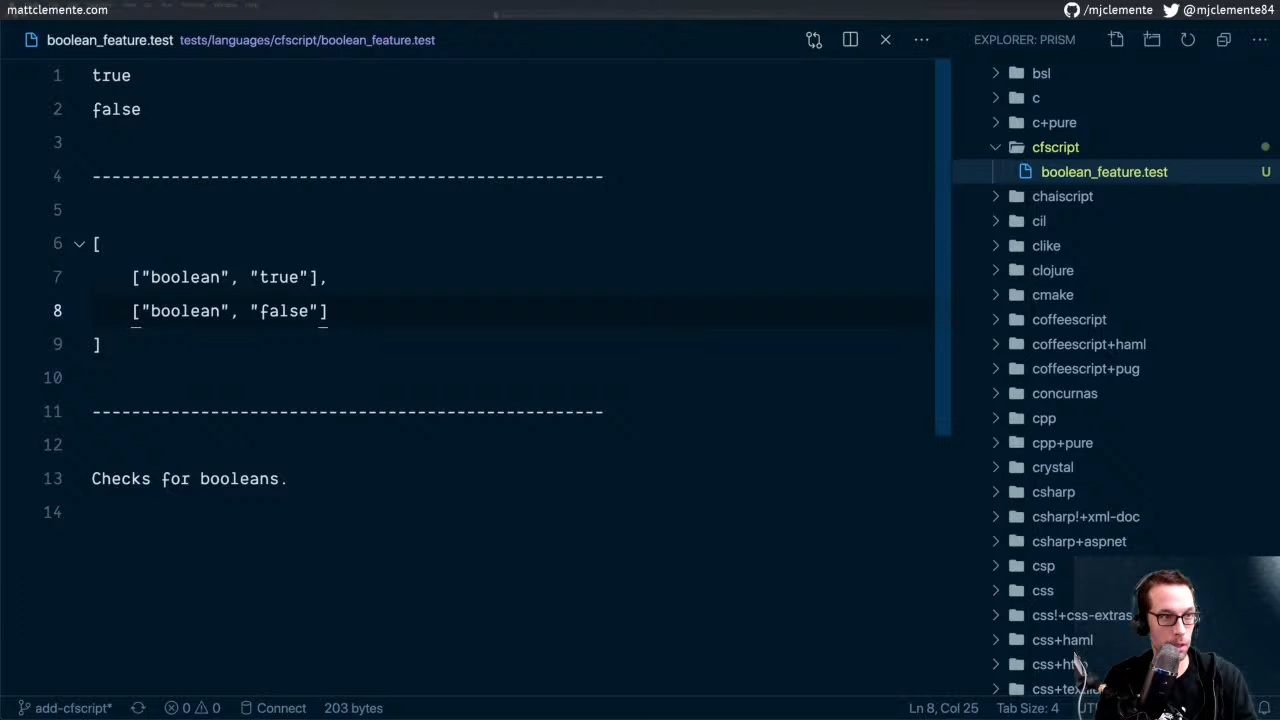 mattclemente.com /mjclemente @mjclemente84
boolean_feature.test tests/languages/cfscript/boolean_feature.test
1 true
2 false
3
4 ----------------------------------------------------
5
6 [
7 ["boolean", "true"],
8 ["boolean", "false"]
9 ]
10
11 ----------------------------------------------------
12
13 Checks for booleans.
14
EXPLORER: PRISM
bsl
c
c+pure
cfscript
boolean_feature.test U
chaiscript
cil
clike
clojure
cmake
coffeescript
coffeescript+haml
coffeescript+pug
concurnas
cpp
cpp+pure
crystal
csharp
csharp!+xml-doc
csharp+aspnet
csp
css
css!+css-extras
css+haml
add-cfscript* 0 0 Connect 203 bytes Ln 8, Col 25 Tab Size: 4